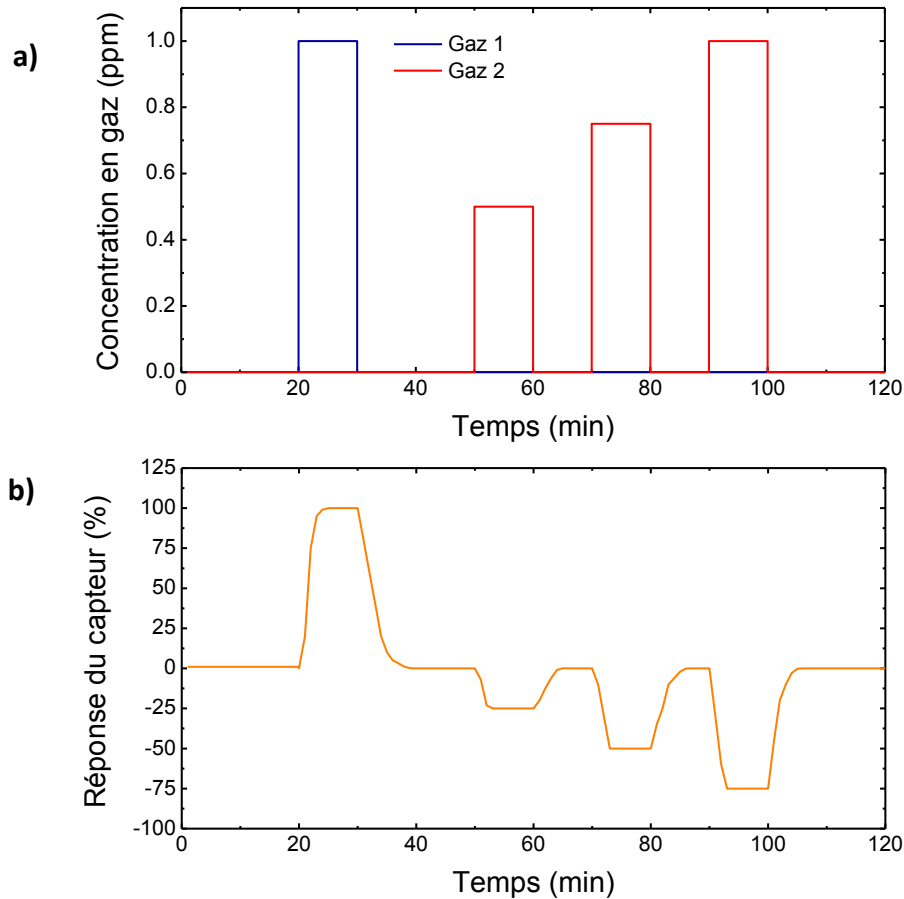 a)
Concentration en gaz (ppm)
1.0
0.8
0.6
0.4
0.2
0.0
Gaz 1
Gaz 2
0 20 40 60 80 100 120
Temps (min)
b)
Réponse du capteur (%)
125
100
75
50
25
0
-25
-50
-75
-100
0 20 40 60 80 100 120
Temps (min)